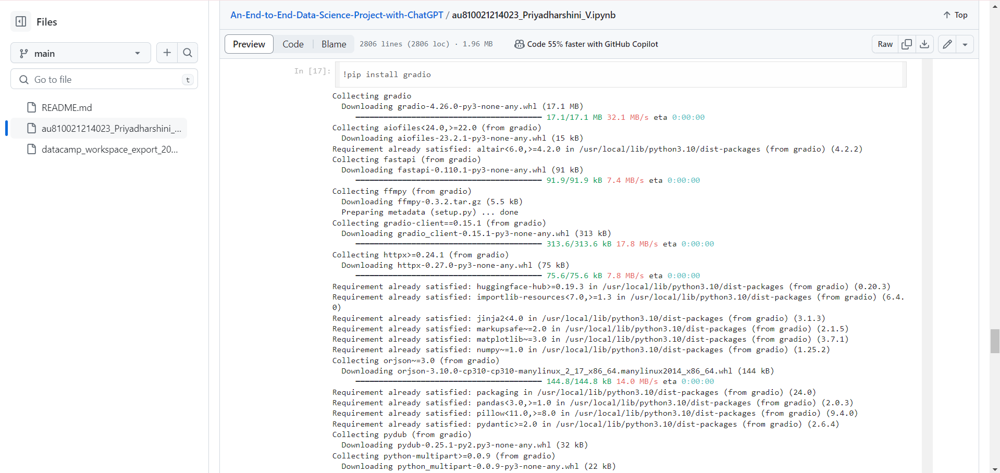 Files
main
Go to file
t
README.md
au810021214023_Priyadharshini_...
datacamp_workspace_export_20...
An-End-to-End-Data-Science-Project-with-ChatGPT / au810021214023_Priyadharshini_V.ipynb
Top
Preview Code Blame 2806 lines (2806 loc) · 1.96 MB Code 55% faster with GitHub Copilot Raw
In [17]: !pip install gradio
Collecting gradio
  Downloading gradio-4.26.0-py3-none-any.whl (17.1 MB)
     ━━━━━━━━━━━━━━━━━━━━━━━━━━━━━━━━━━━━━━━━ 17.1/17.1 MB 32.1 MB/s eta 0:00:00
Collecting aiofiles<24.0,>=22.0 (from gradio)
  Downloading aiofiles-23.2.1-py3-none-any.whl (15 kB)
Requirement already satisfied: altair<6.0,>=4.2.0 in /usr/local/lib/python3.10/dist-packages (from gradio) (4.2.2)
Collecting fastapi (from gradio)
  Downloading fastapi-0.110.1-py3-none-any.whl (91 kB)
     ━━━━━━━━━━━━━━━━━━━━━━━━━━━━━━━━━━━━━━━━ 91.9/91.9 kB 7.4 MB/s eta 0:00:00
Collecting ffmpy (from gradio)
  Downloading ffmpy-0.3.2.tar.gz (5.5 kB)
  Preparing metadata (setup.py) ... done
Collecting gradio-client==0.15.1 (from gradio)
  Downloading gradio_client-0.15.1-py3-none-any.whl (313 kB)
     ━━━━━━━━━━━━━━━━━━━━━━━━━━━━━━━━━━━━━━━━ 313.6/313.6 kB 17.8 MB/s eta 0:00:00
Collecting httpx>=0.24.1 (from gradio)
  Downloading httpx-0.27.0-py3-none-any.whl (75 kB)
     ━━━━━━━━━━━━━━━━━━━━━━━━━━━━━━━━━━━━━━━━ 75.6/75.6 kB 7.8 MB/s eta 0:00:00
Requirement already satisfied: huggingface-hub>=0.19.3 in /usr/local/lib/python3.10/dist-packages (from gradio) (0.20.3)
Requirement already satisfied: importlib-resources<7.0,>=1.3 in /usr/local/lib/python3.10/dist-packages (from gradio) (6.4.
0)
Requirement already satisfied: jinja2<4.0 in /usr/local/lib/python3.10/dist-packages (from gradio) (3.1.3)
Requirement already satisfied: markupsafe~=2.0 in /usr/local/lib/python3.10/dist-packages (from gradio) (2.1.5)
Requirement already satisfied: matplotlib~=3.0 in /usr/local/lib/python3.10/dist-packages (from gradio) (3.7.1)
Requirement already satisfied: numpy~=1.0 in /usr/local/lib/python3.10/dist-packages (from gradio) (1.25.2)
Collecting orjson~=3.0 (from gradio)
  Downloading orjson-3.10.0-cp310-cp310-manylinux_2_17_x86_64.manylinux2014_x86_64.whl (144 kB)
     ━━━━━━━━━━━━━━━━━━━━━━━━━━━━━━━━━━━━━━━━ 144.8/144.8 kB 14.0 MB/s eta 0:00:00
Requirement already satisfied: packaging in /usr/local/lib/python3.10/dist-packages (from gradio) (24.0)
Requirement already satisfied: pandas<3.0,>=1.0 in /usr/local/lib/python3.10/dist-packages (from gradio) (2.0.3)
Requirement already satisfied: pillow<11.0,>=8.0 in /usr/local/lib/python3.10/dist-packages (from gradio) (9.4.0)
Requirement already satisfied: pydantic>=2.0 in /usr/local/lib/python3.10/dist-packages (from gradio) (2.6.4)
Collecting pydub (from gradio)
  Downloading pydub-0.25.1-py2.py3-none-any.whl (32 kB)
Collecting python-multipart>=0.0.9 (from gradio)
  Downloading python_multipart-0.0.9-py3-none-any.whl (22 kB)